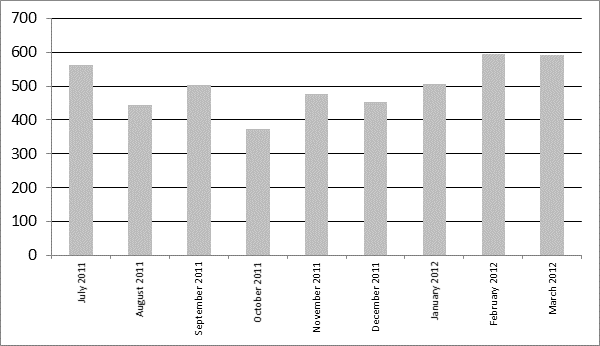 700
600
500
400
300
200
100
0
July 2011
August 2011
September 2011
October 2011
November 2011
December 2011
January 2012
February 2012
March 2012